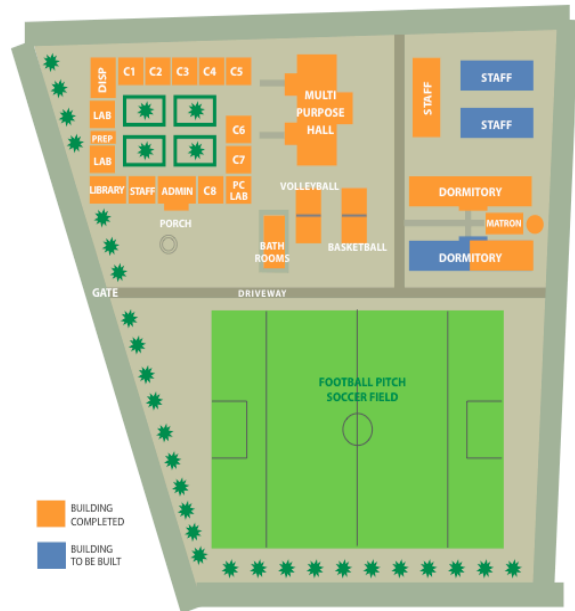 DISP
C1
C2
C3
C4
C5
MULTI
PURPOSE
HALL
STAFF
STAFF
STAFF
LAB
PREP
LAB
C6
C7
LIBRARY
STAFF
ADMIN
C8
PC
LAB
VOLLEYBALL
DORMITORY
PORCH
MATRON
BATH
ROOMS
BASKETBALL
DORMITORY
GATE
DRIVEWAY
FOOTBALL PITCH
SOCCER FIELD
BUILDING
COMPLETED
BUILDING
TO BE BUILT